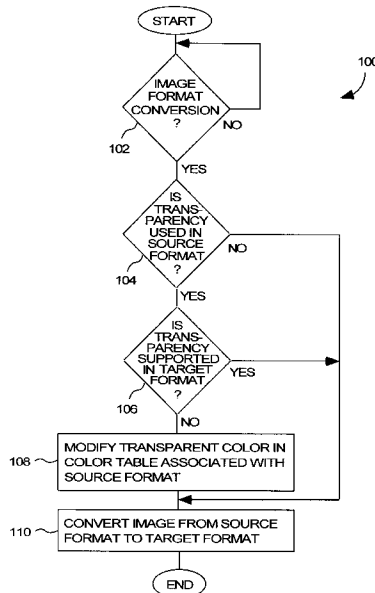 START
100
IMAGE
FORMAT
CONVERSION
?
NO
102
YES
IS
TRANS-
PARENCY
USED IN
SOURCE
FORMAT
?
NO
104
YES
IS
TRANS-
PARENCY
SUPPORTED
IN TARGET
FORMAT
?
YES
106
NO
108
MODIFY TRANSPARENT COLOR IN
COLOR TABLE ASSOCIATED WITH
SOURCE FORMAT
110
CONVERT IMAGE FROM SOURCE
FORMAT TO TARGET FORMAT
END